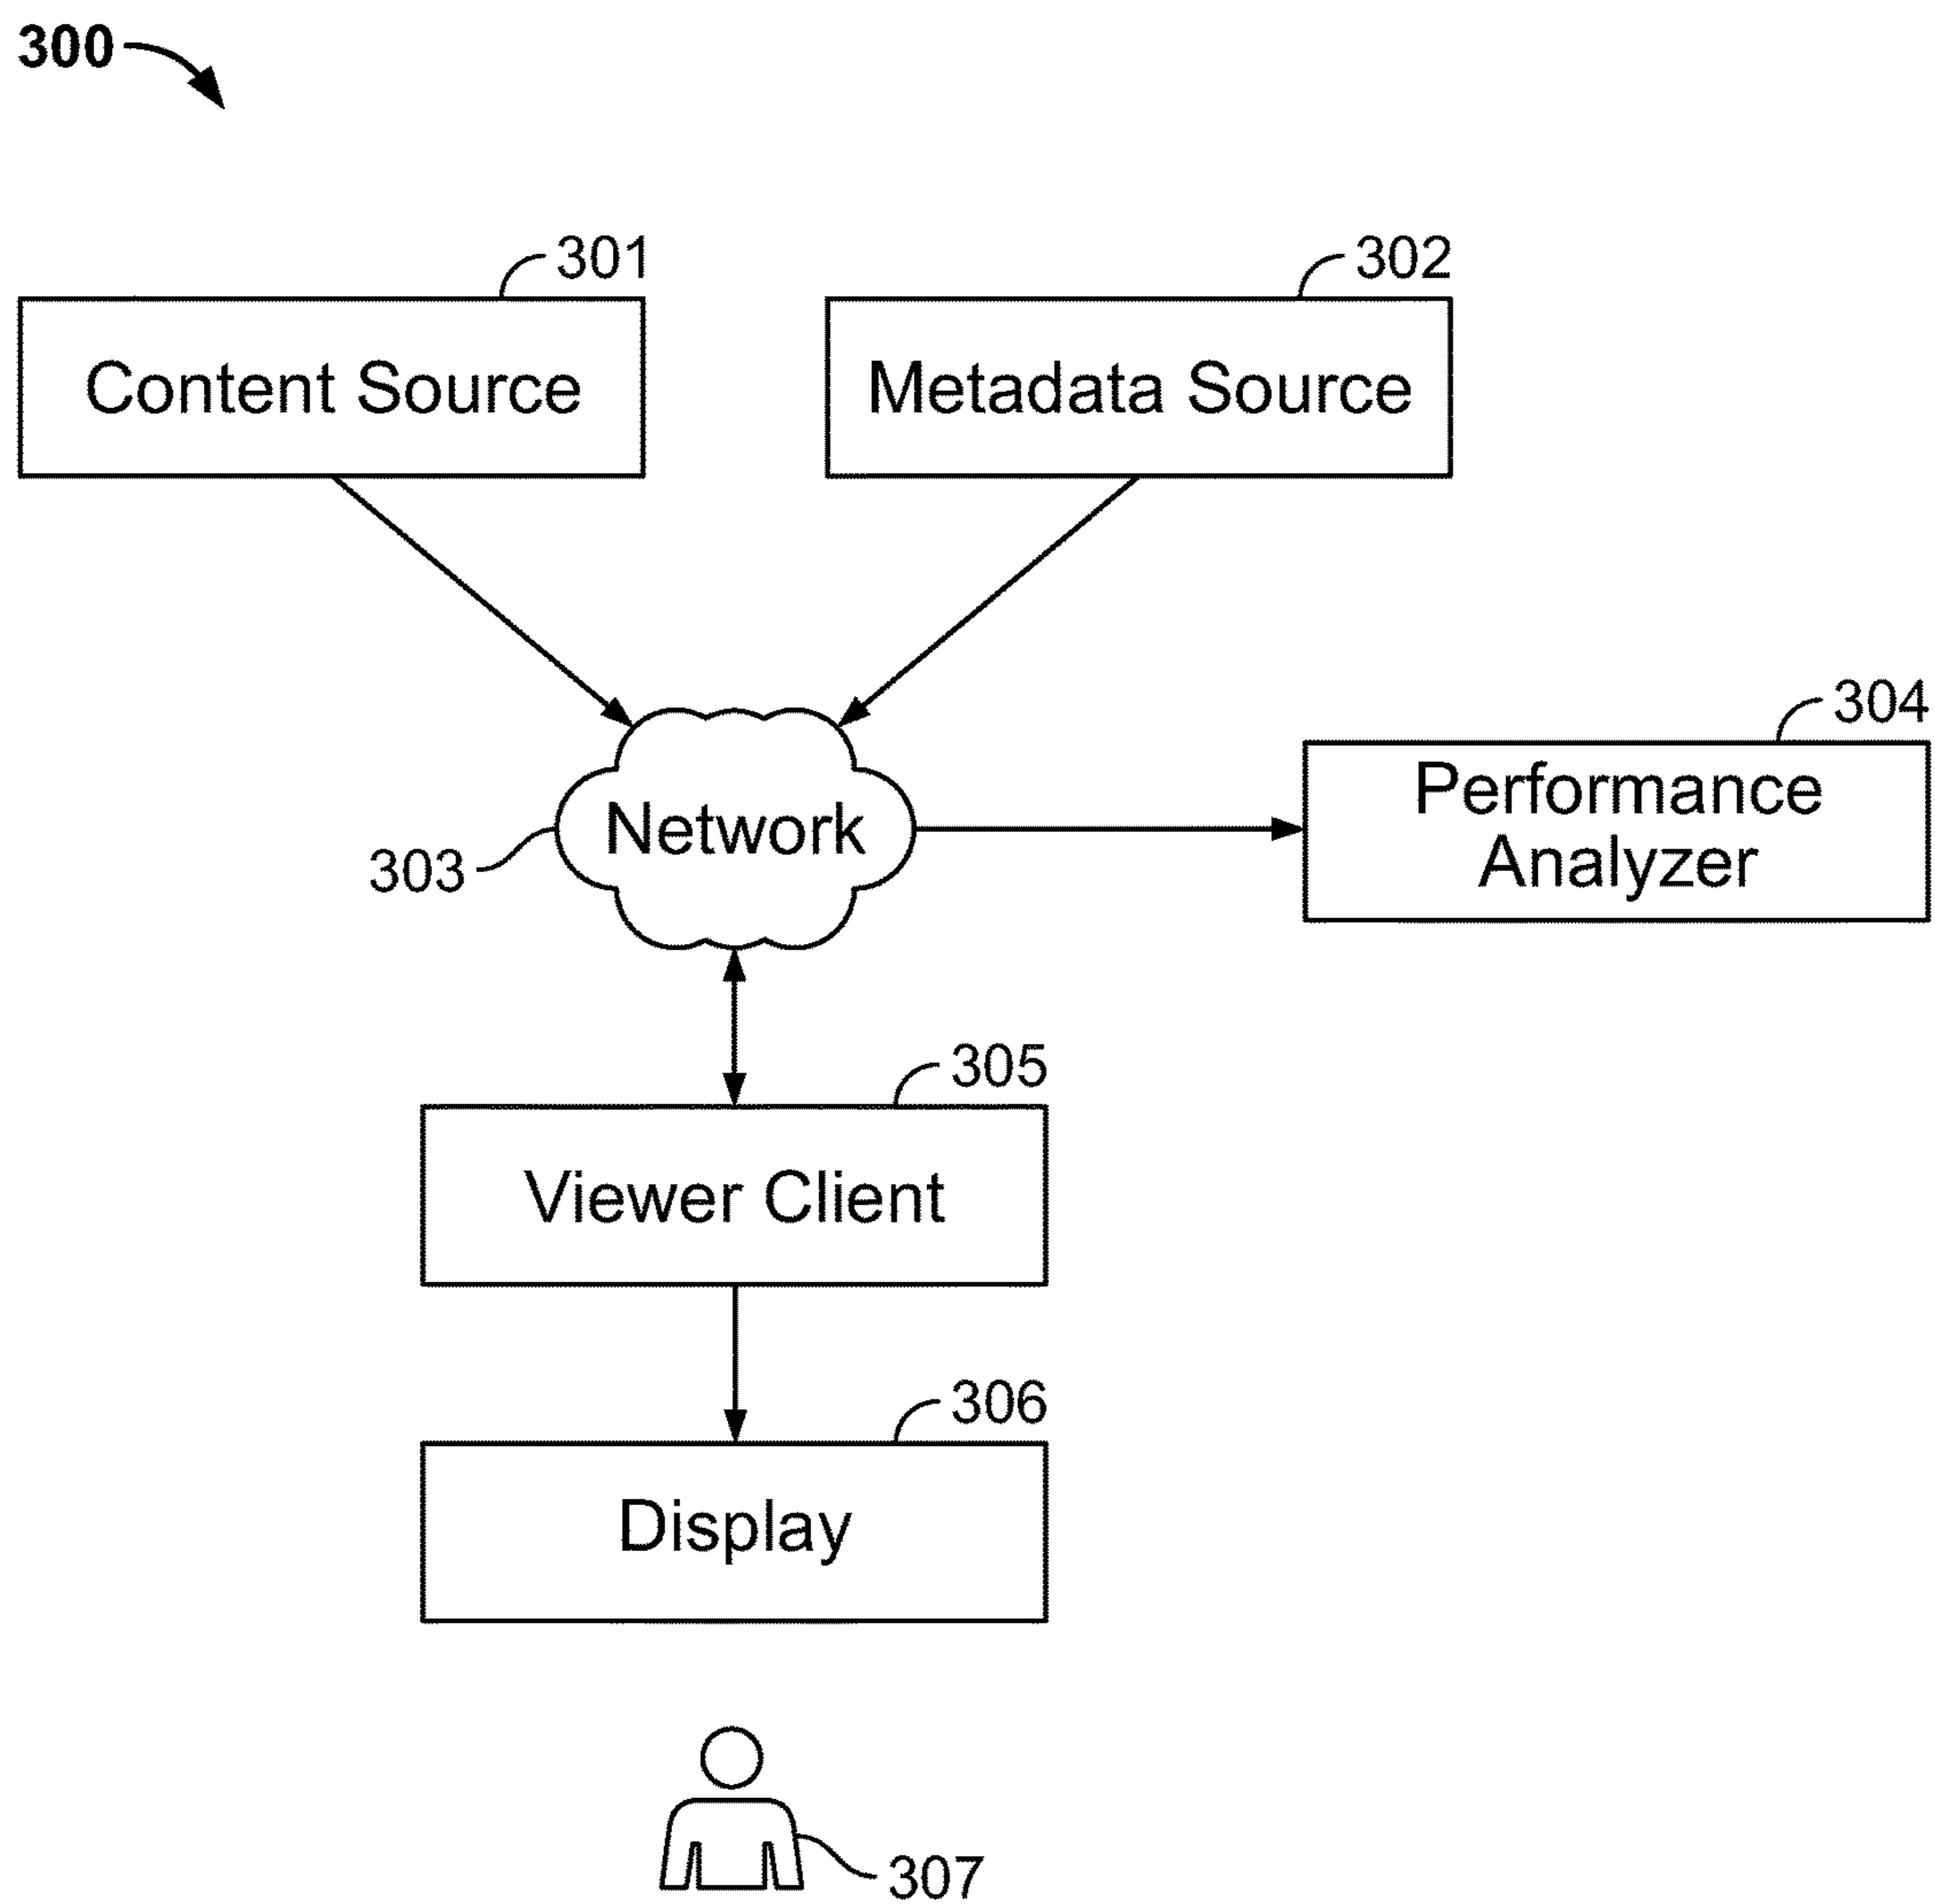 300
301
302
Content Source
Metadata Source
304
Performance
Analyzer
Network
303
305
Viewer Client
306
Display
307